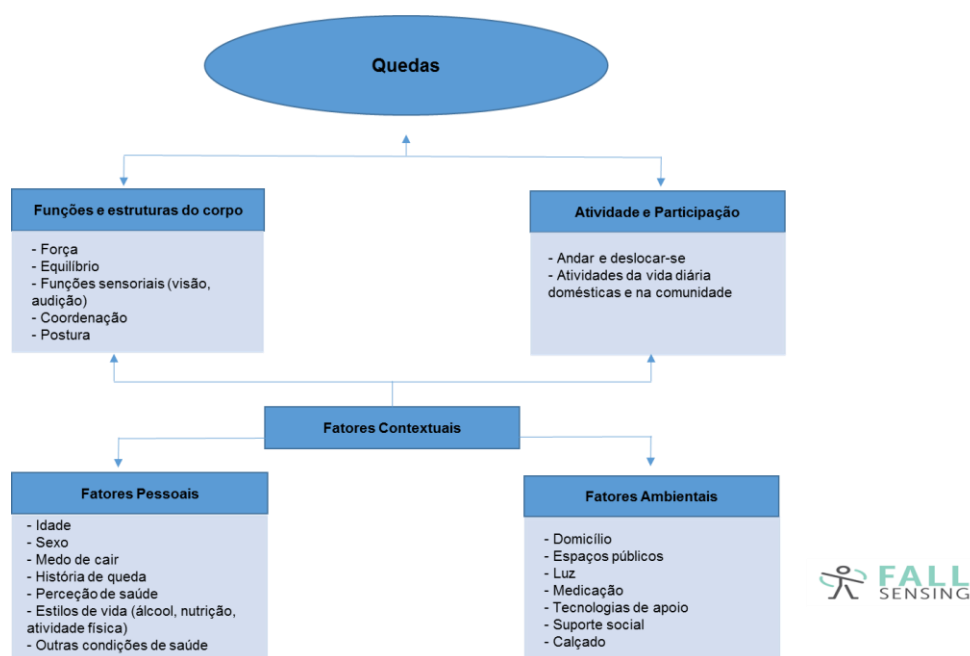 Quedas
Funções e estruturas do corpo
- Força
- Equilíbrio
- Funções sensoriais (visão,
audição)
- Coordenação
- Postura
Atividade e Participação
- Andar e deslocar-se
- Atividades da vida diária
domésticas e na comunidade
Fatores Contextuais
Fatores Pessoais
- Idade
- Sexo
- Medo de cair
- História de queda
- Perceção de saúde
- Estilos de vida (álcool, nutrição,
atividade física)
- Outras condições de saúde
Fatores Ambientais
- Domicílio
- Espaços públicos
- Luz
- Medicação
- Tecnologias de apoio
- Suporte social
- Calçado
FALL
SENSING